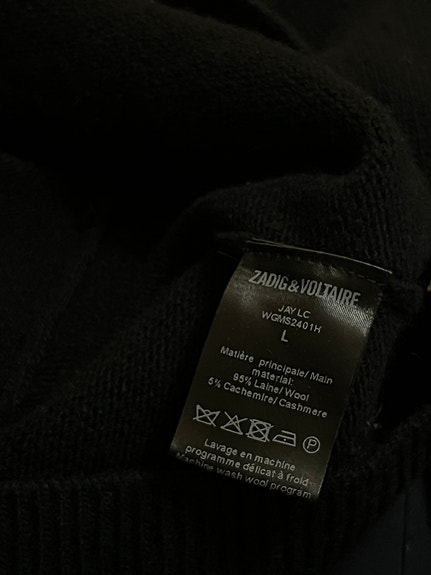 ZADIG&VOLTAIRE
JAY LC
WGMS2401H
L
Matière principale/ Main
material:
95% Laine/ Wool
5% Cachemire/ Cashmere
P
Lavage en machine
programme délicat à froid
Machine wash wool program